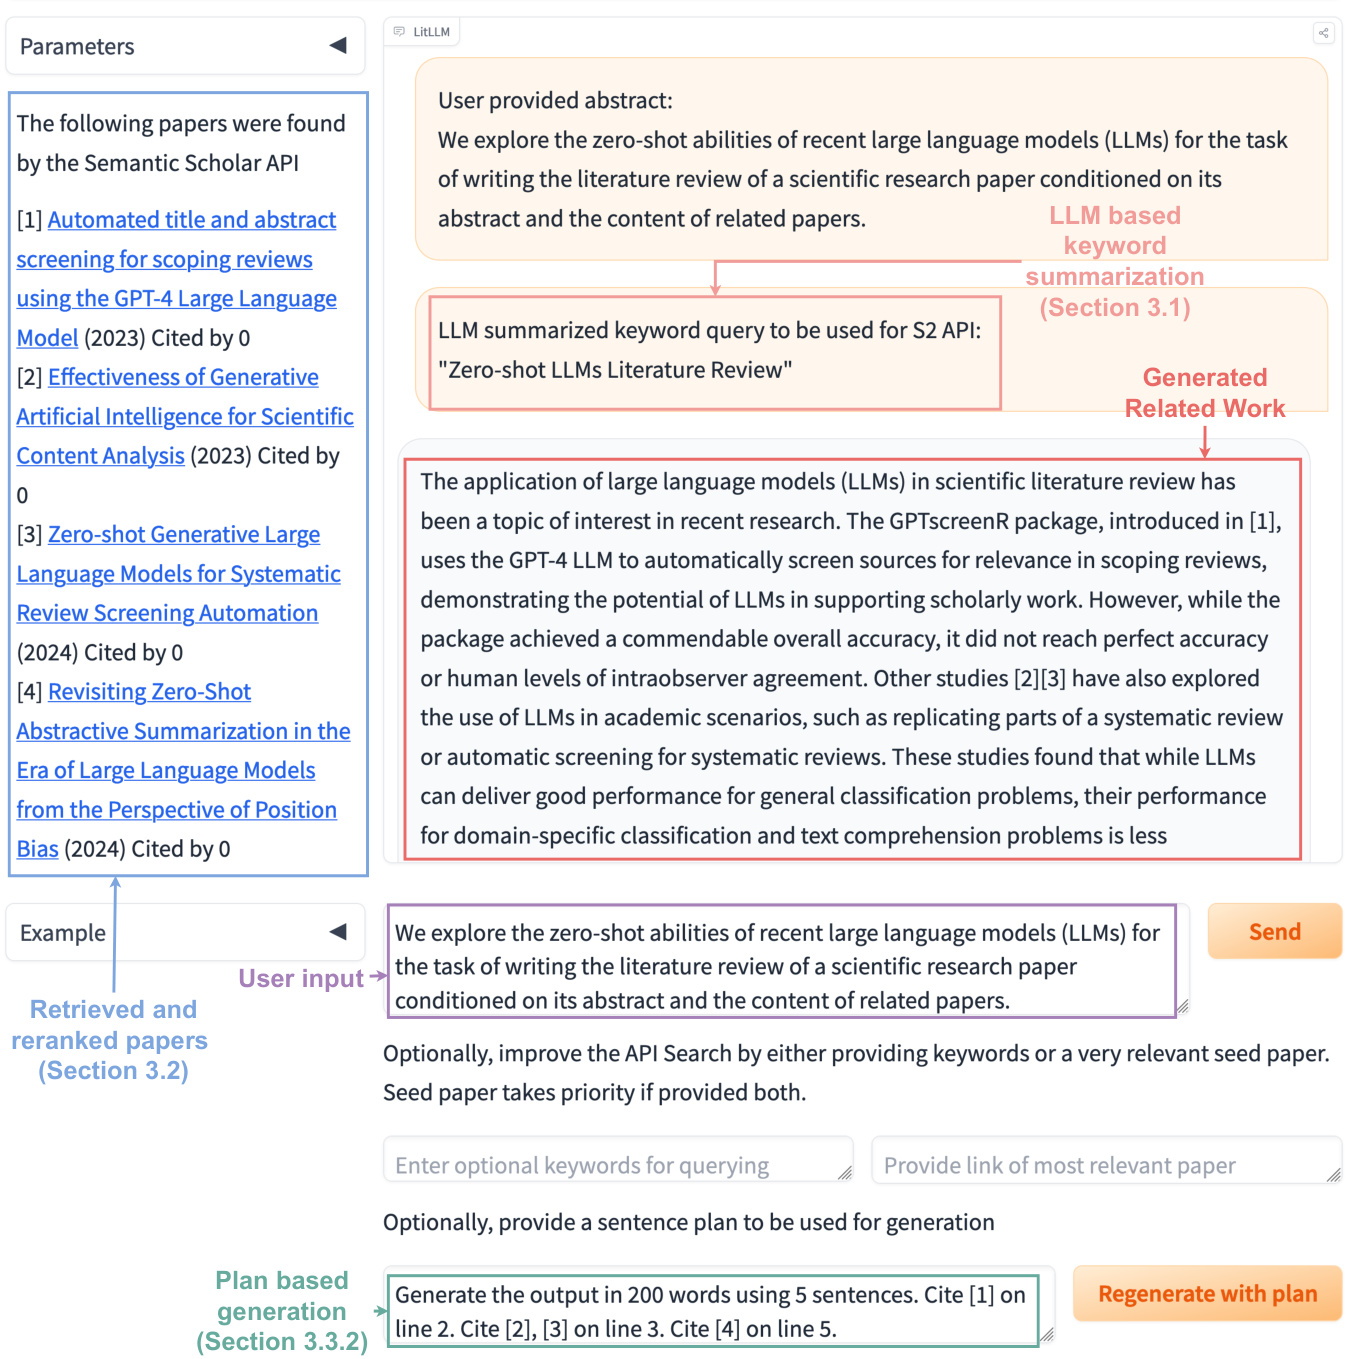 Parameters
The following papers were found
by the Semantic Scholar API
[1] Automated title and abstract
screening for scoping reviews
using the GPT-4 Large Language
Model (2023) Cited by 0
[2] Effectiveness of Generative
Artificial Intelligence for Scientific
Content Analysis (2023) Cited by
0
[3] Zero-shot Generative Large
Language Models for Systematic
Review Screening Automation
(2024) Cited by 0
[4] Revisiting Zero-Shot
Abstractive Summarization in the
Era of Large Language Models
from the Perspective of Position
Bias (2024) Cited by 0
Example
Retrieved and
reranked papers
(Section 3.2)
LitLLM
User provided abstract:
We explore the zero-shot abilities of recent large language models (LLMs) for the task
of writing the literature review of a scientific research paper conditioned on its
abstract and the content of related papers.
LLM based
keyword
summarization
(Section 3.1)
LLM summarized keyword query to be used for S2 API:
"Zero-shot LLMs Literature Review"
Generated
Related Work
The application of large language models (LLMs) in scientific literature review has
been a topic of interest in recent research. The GPTscreenR package, introduced in [1],
uses the GPT-4 LLM to automatically screen sources for relevance in scoping reviews,
demonstrating the potential of LLMs in supporting scholarly work. However, while the
package achieved a commendable overall accuracy, it did not reach perfect accuracy
or human levels of intraobserver agreement. Other studies [2][3] have also explored
the use of LLMs in academic scenarios, such as replicating parts of a systematic review
or automatic screening for systematic reviews. These studies found that while LLMs
can deliver good performance for general classification problems, their performance
for domain-specific classification and text comprehension problems is less
User input
We explore the zero-shot abilities of recent large language models (LLMs) for
the task of writing the literature review of a scientific research paper
conditioned on its abstract and the content of related papers.
Send
Optionally, improve the API Search by either providing keywords or a very relevant seed paper.
Seed paper takes priority if provided both.
Enter optional keywords for querying
Provide link of most relevant paper
Optionally, provide a sentence plan to be used for generation
Plan based
generation
(Section 3.3.2)
Generate the output in 200 words using 5 sentences. Cite [1] on
line 2. Cite [2], [3] on line 3. Cite [4] on line 5.
Regenerate with plan